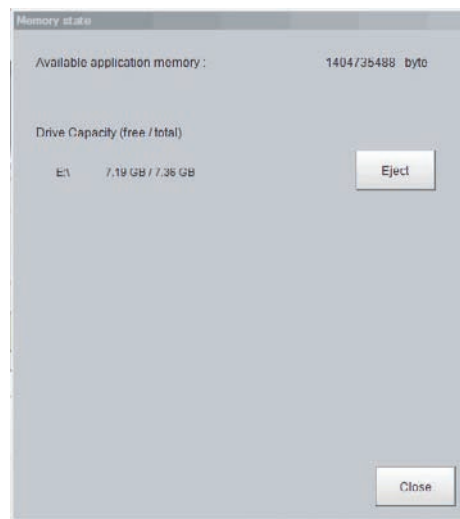 Memory state
Available application memory : 1404735488 byte
Drive Capacity (free / total)
E:\ 7.19 GB / 7.36 GB
Eject
Close